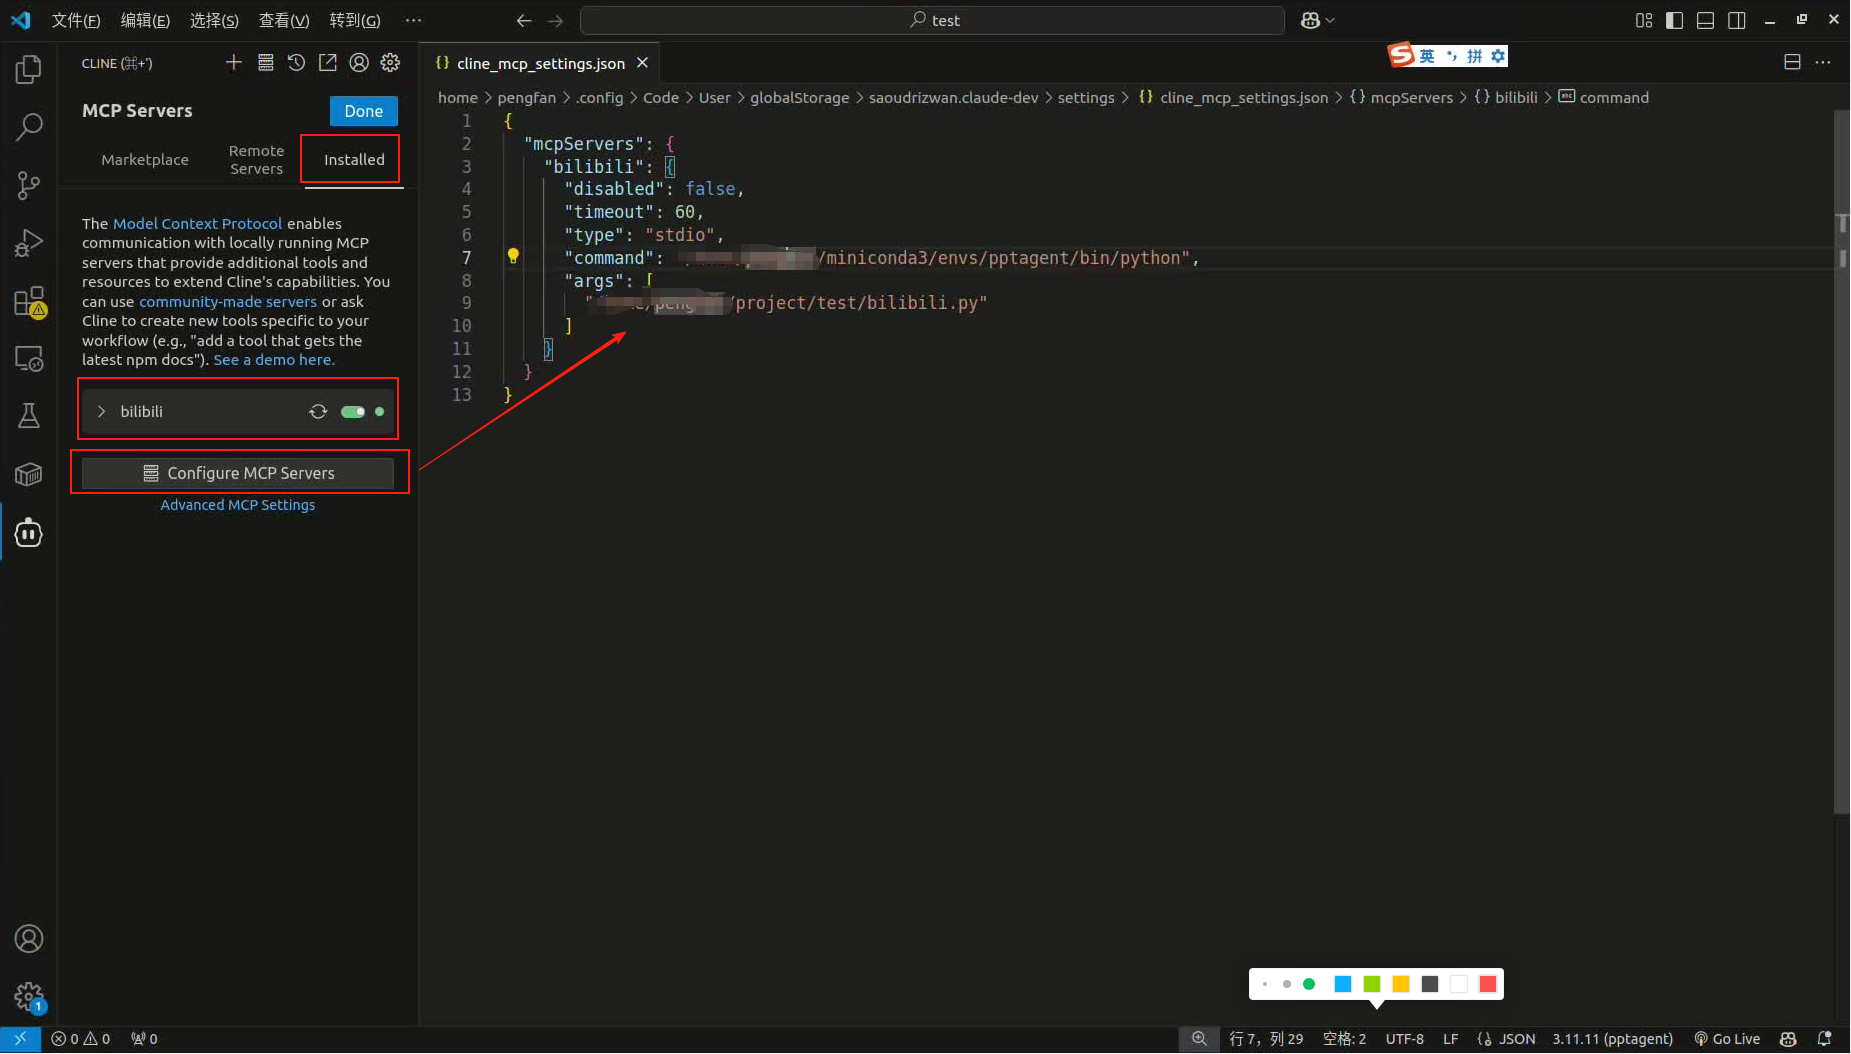 文件(F) 编辑(E) 选择(S) 查看(V) 转到(G) ···
test
CLINE (⌘+')
MCP Servers
Done
Marketplace
Remote Servers
Installed
The Model Context Protocol enables
communication with locally running MCP
servers that provide additional tools and
resources to extend Cline's capabilities. You
can use community-made servers or ask
Cline to create new tools specific to your
workflow (e.g., "add a tool that gets the
latest npm docs"). See a demo here.
bilibili
Configure MCP Servers
Advanced MCP Settings
{} cline_mcp_settings.json
英 拼
home > pengfan > .config > Code > User > globalStorage > saoudrizwan.claude-dev > settings > {} cline_mcp_settings.json > {} mcpServers > {} bilibili > command
1 {
2 "mcpServers": {
3 "bilibili": {
4 "disabled": false,
5 "timeout": 60,
6 "type": "stdio",
7 "command": /miniconda3/envs/pptagent/bin/python",
8 "args": [
9 "/project/test/bilibili.py"
10 ]
11 }
12 }
13 }
1
0 0 0
行 7，列 29 空格: 2 UTF-8 LF {} JSON 3.11.11 (pptagent) Go Live